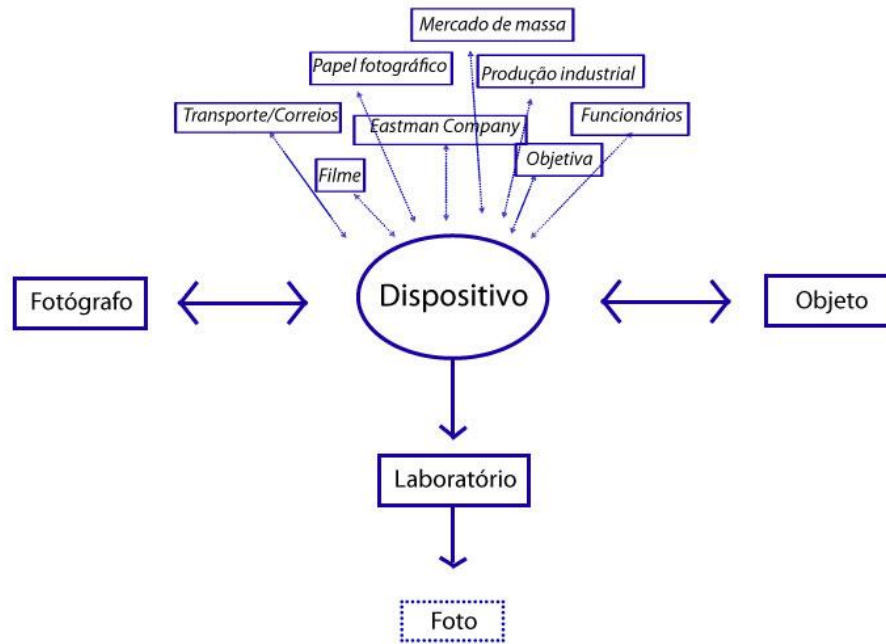 Mercado de massa
Papel fotográfico
Produção industrial
Transporte/Correios
Eastman Company
Funcionários
Filme
Objetiva
Fotógrafo
Dispositivo
Objeto
Laboratório
Foto